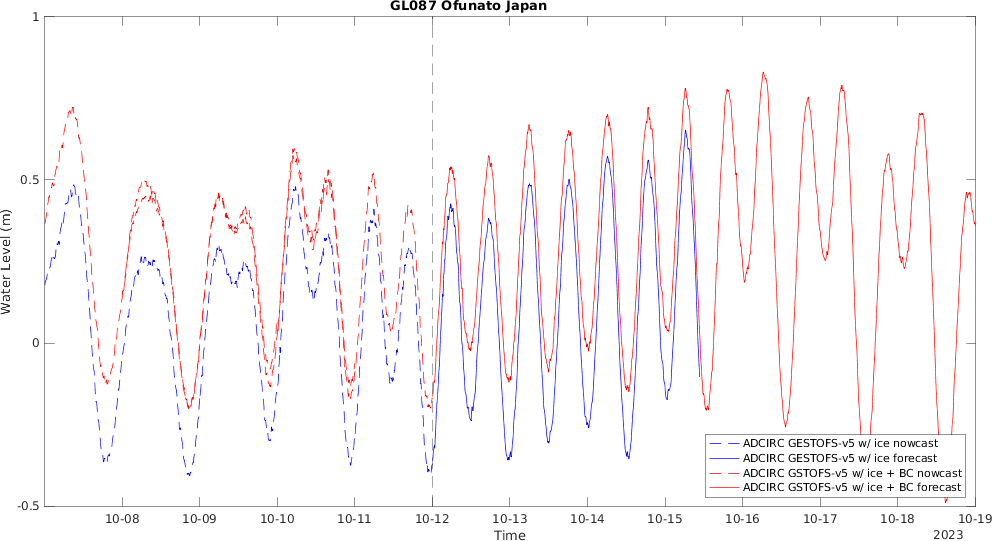 GL087 Ofunato Japan
1
0.5
0
-0.5
Water Level (m)
10-08 10-09 10-10 10-11 10-12 10-13 10-14 10-15 10-16 10-17 10-18 10-19
Time
2023
ADCIRC GESTOFS-v5 w/ ice nowcast
ADCIRC GESTOFS-v5 w/ ice forecast
ADCIRC GSTOFS-v5 w/ ice + BC nowcast
ADCIRC GSTOFS-v5 w/ ice + BC forecast